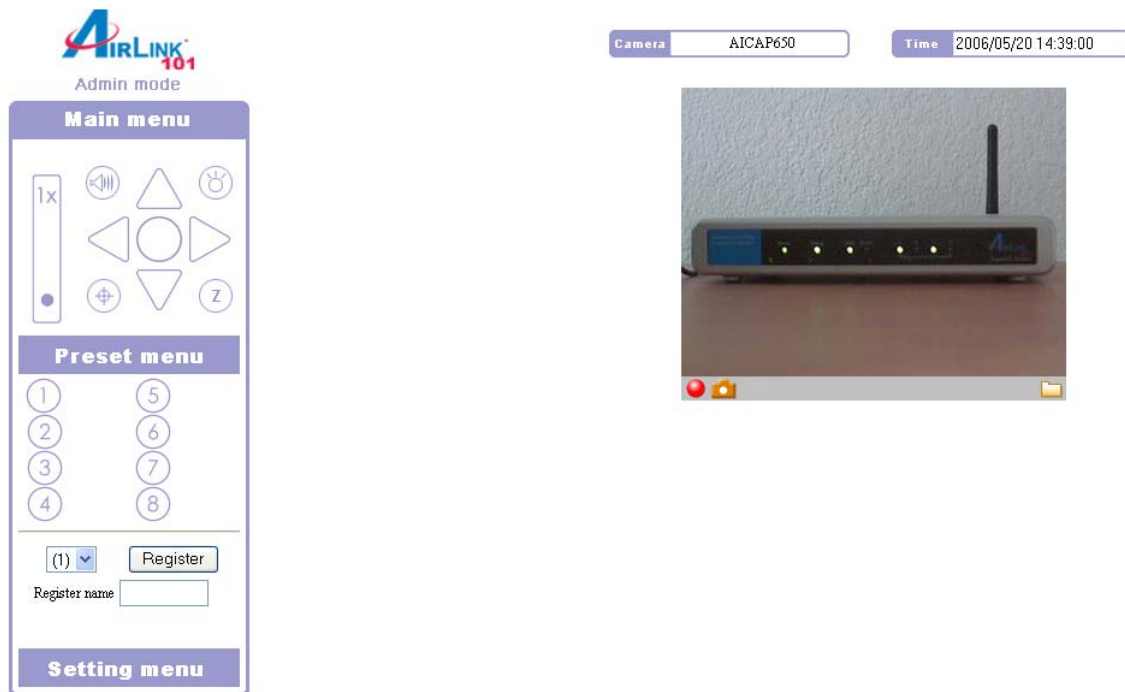 AIRLINK
101
Admin mode
Camera AICAP650
Time 2006/05/20 14:39:00
Main menu
1x
Z
Preset menu
1 5
2 6
3 7
4 8
(1) Register
Register name
Setting menu
AIRLINK